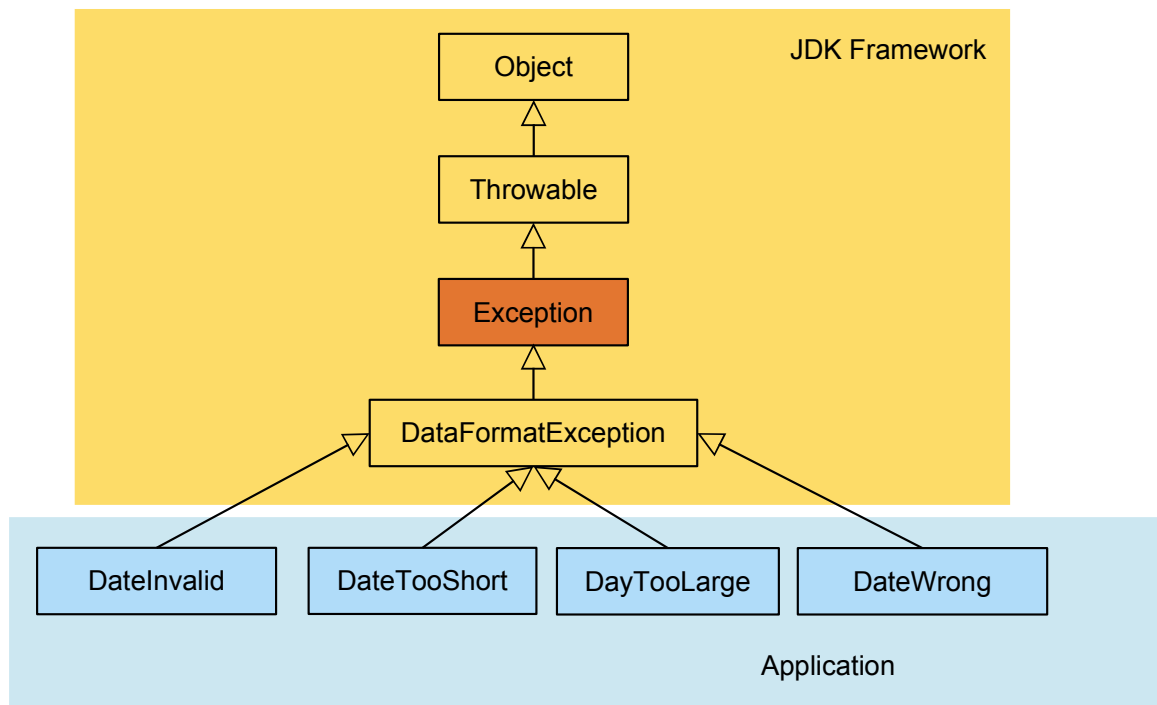 JDK Framework
Object
Throwable
Exception
DataFormatException
DateInvalid
DateTooShort
DayTooLarge
DateWrong
Application